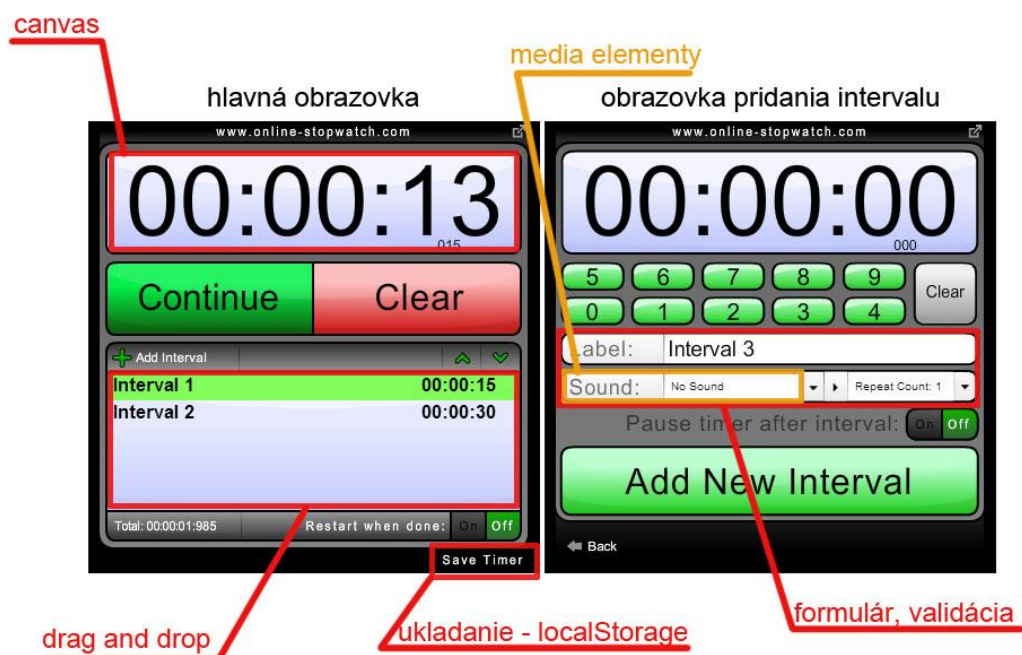 canvas
media elementy
hlavná obrazovka
obrazovka pridania intervalu
www.online-stopwatch.com
00:00:13
015
Continue
Clear
Add Interval
Interval 1 00:00:15
Interval 2 00:00:30
Total: 00:00:01:985
Restart when done: On Off
Save Timer
www.online-stopwatch.com
00:00:00
000
5 6 7 8 9
Clear
0 1 2 3 4
Label: Interval 3
Sound: No Sound Repeat Count: 1
Pause timer after interval: On Off
Add New Interval
Back
drag and drop
ukladanie - localStorage
formulár, validácia